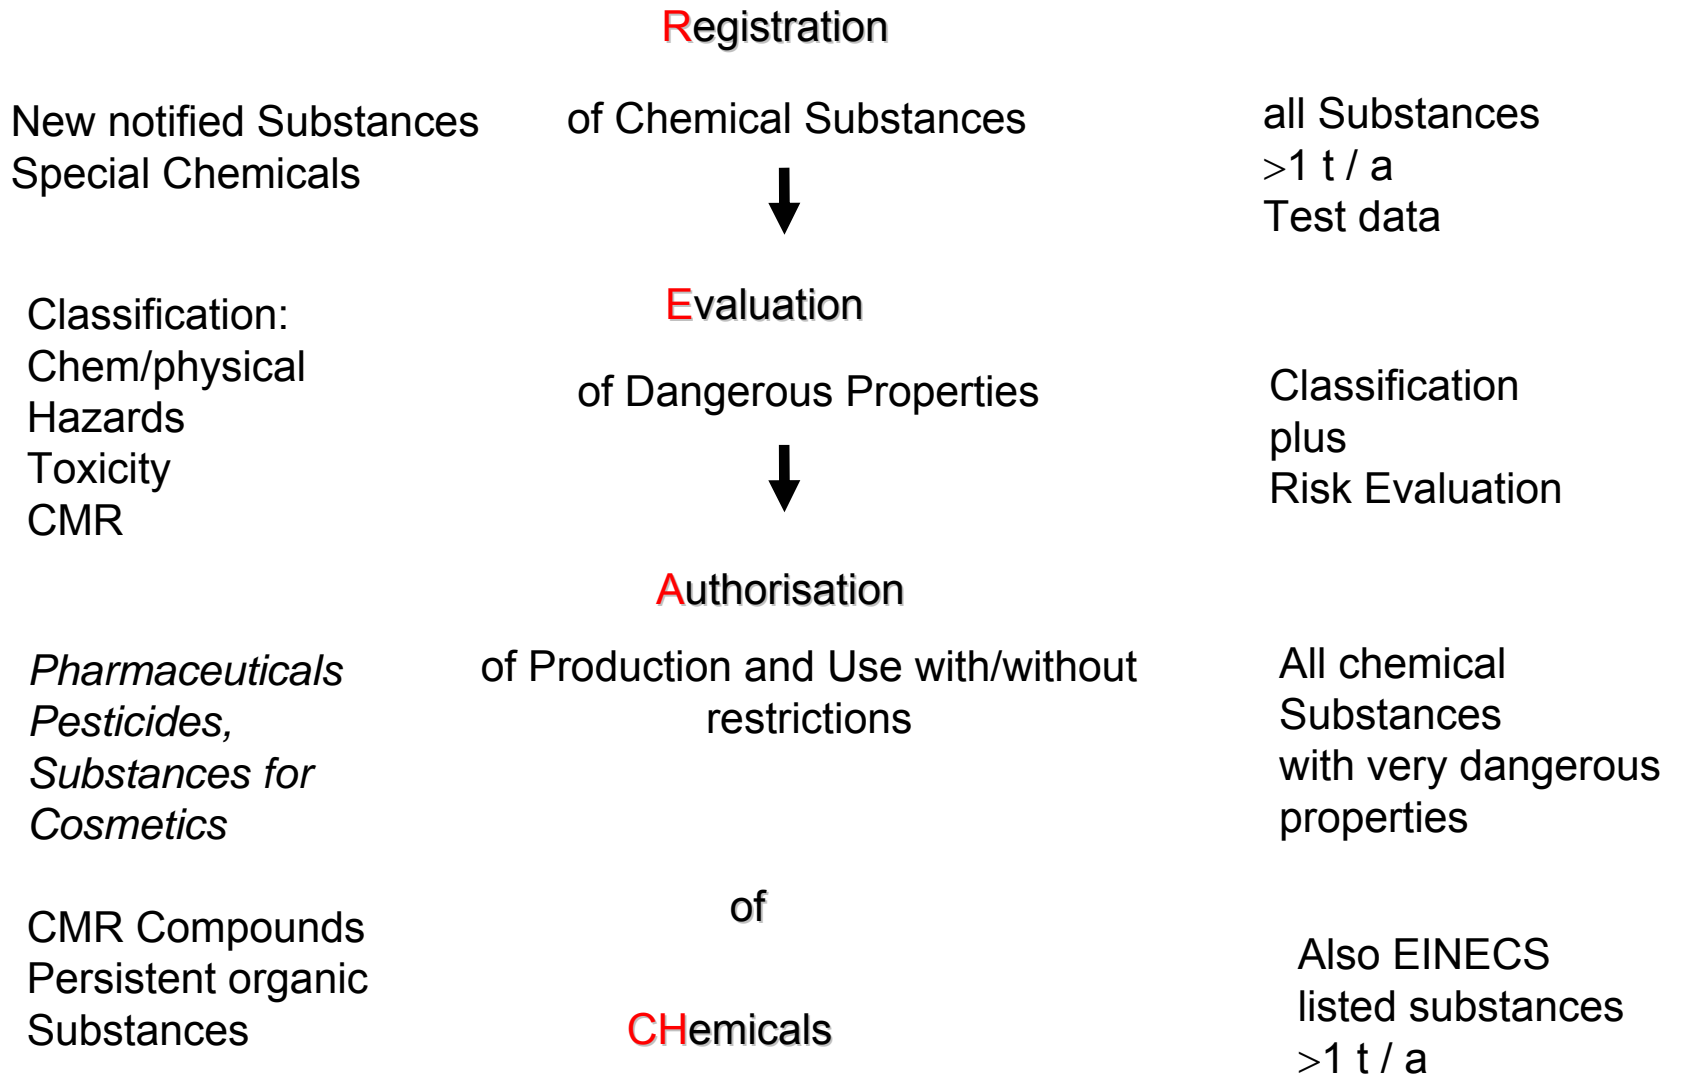 Registration
New notified Substances
Special Chemicals
of Chemical Substances
all Substances
>1 t / a
Test data
Classification:
Chem/physical
Hazards
Toxicity
CMR
Evaluation
of Dangerous Properties
Classification
plus
Risk Evaluation
Authorisation
Pharmaceuticals
Pesticides,
Substances for
Cosmetics
of Production and Use with/without
restrictions
All chemical
Substances
with very dangerous
properties
CMR Compounds
Persistent organic
Substances
of
CHemicals
Also EINECS
listed substances
>1 t / a